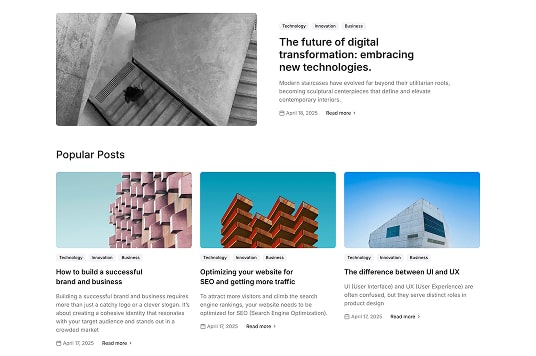 Technology Innovation Business
The future of digital
transformation: embracing
new technologies.
Modern staircases have evolved far beyond their utilitarian roots,
becoming sculptural centerpieces that define and elevate
contemporary interiors.
April 18, 2025 Read more ›
Popular Posts
Technology Innovation Business
How to build a successful
brand and business
Building a successful brand and business requires
more than just a catchy logo or a clever slogan. It's
about creating a cohesive identity that resonates
with your target audience and stands out in a
crowded market
April 17, 2025 Read more ›
Technology Innovation Business
Optimizing your website for
SEO and getting more traffic
To attract more visitors and climb the search
engine rankings, your website needs to be
optimized for SEO (Search Engine Optimization).
April 17, 2025 Read more ›
Technology Innovation Business
The difference between UI and UX
UI (User Interface) and UX (User Experience) are
often confused, but they serve distinct roles in
product design
April 17, 2025 Read more ›